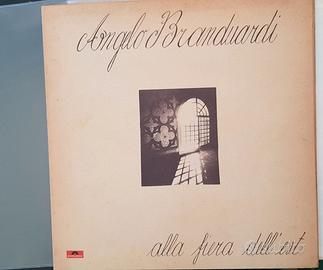 Angelo Branduardi
alla fiera dell'est